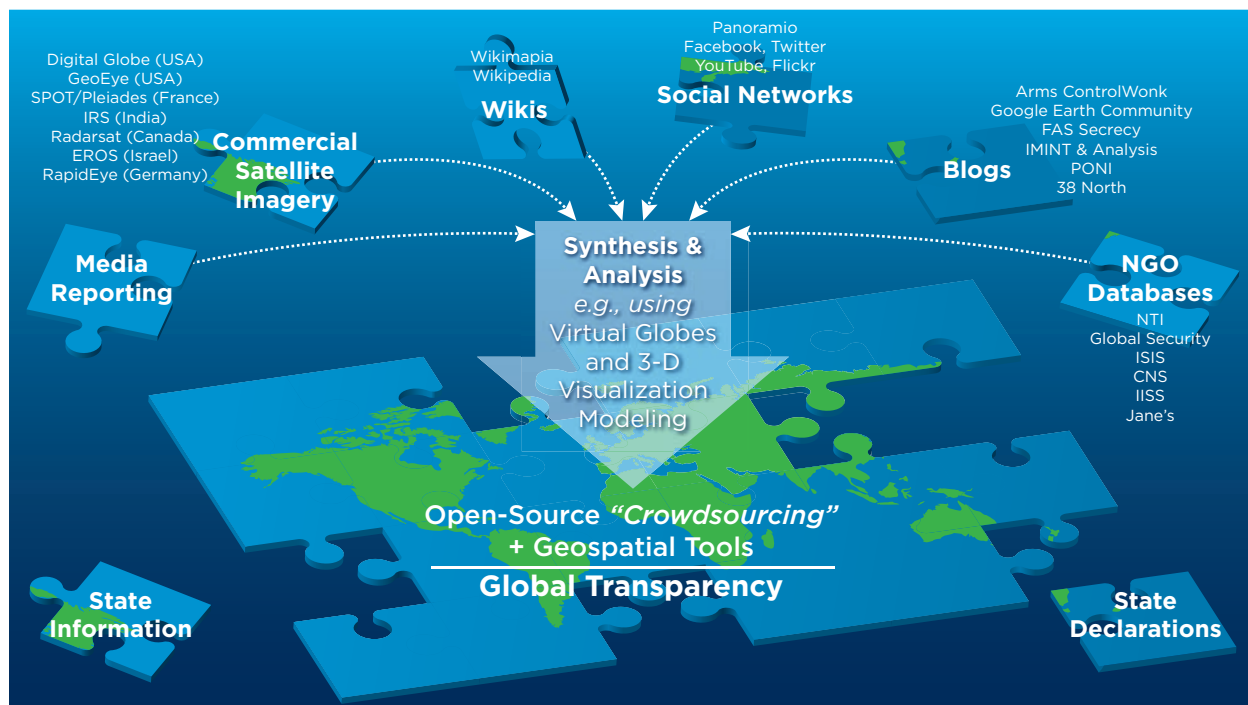 Digital Globe (USA)
GeoEye (USA)
SPOT/Pleiades (France)
IRS (India)
Radarsat (Canada)
EROS (Israel)
RapidEye (Germany)
Commercial
Satellite
Imagery
Wikimapia
Wikipedia
Wikis
Panoramio
Facebook, Twitter
YouTube, Flickr
Social Networks
Arms ControlWonk
Google Earth Community
FAS Secrecy
IMINT & Analysis
PONI
38 North
Blogs
Media
Reporting
Synthesis &
Analysis
e.g., using
Virtual Globes
and 3-D
Visualization
Modeling
NGO
Databases
NTI
Global Security
ISIS
CNS
IISS
Jane's
Open-Source “Crowdsourcing”
+ Geospatial Tools
Global Transparency
State
Information
State
Declarations